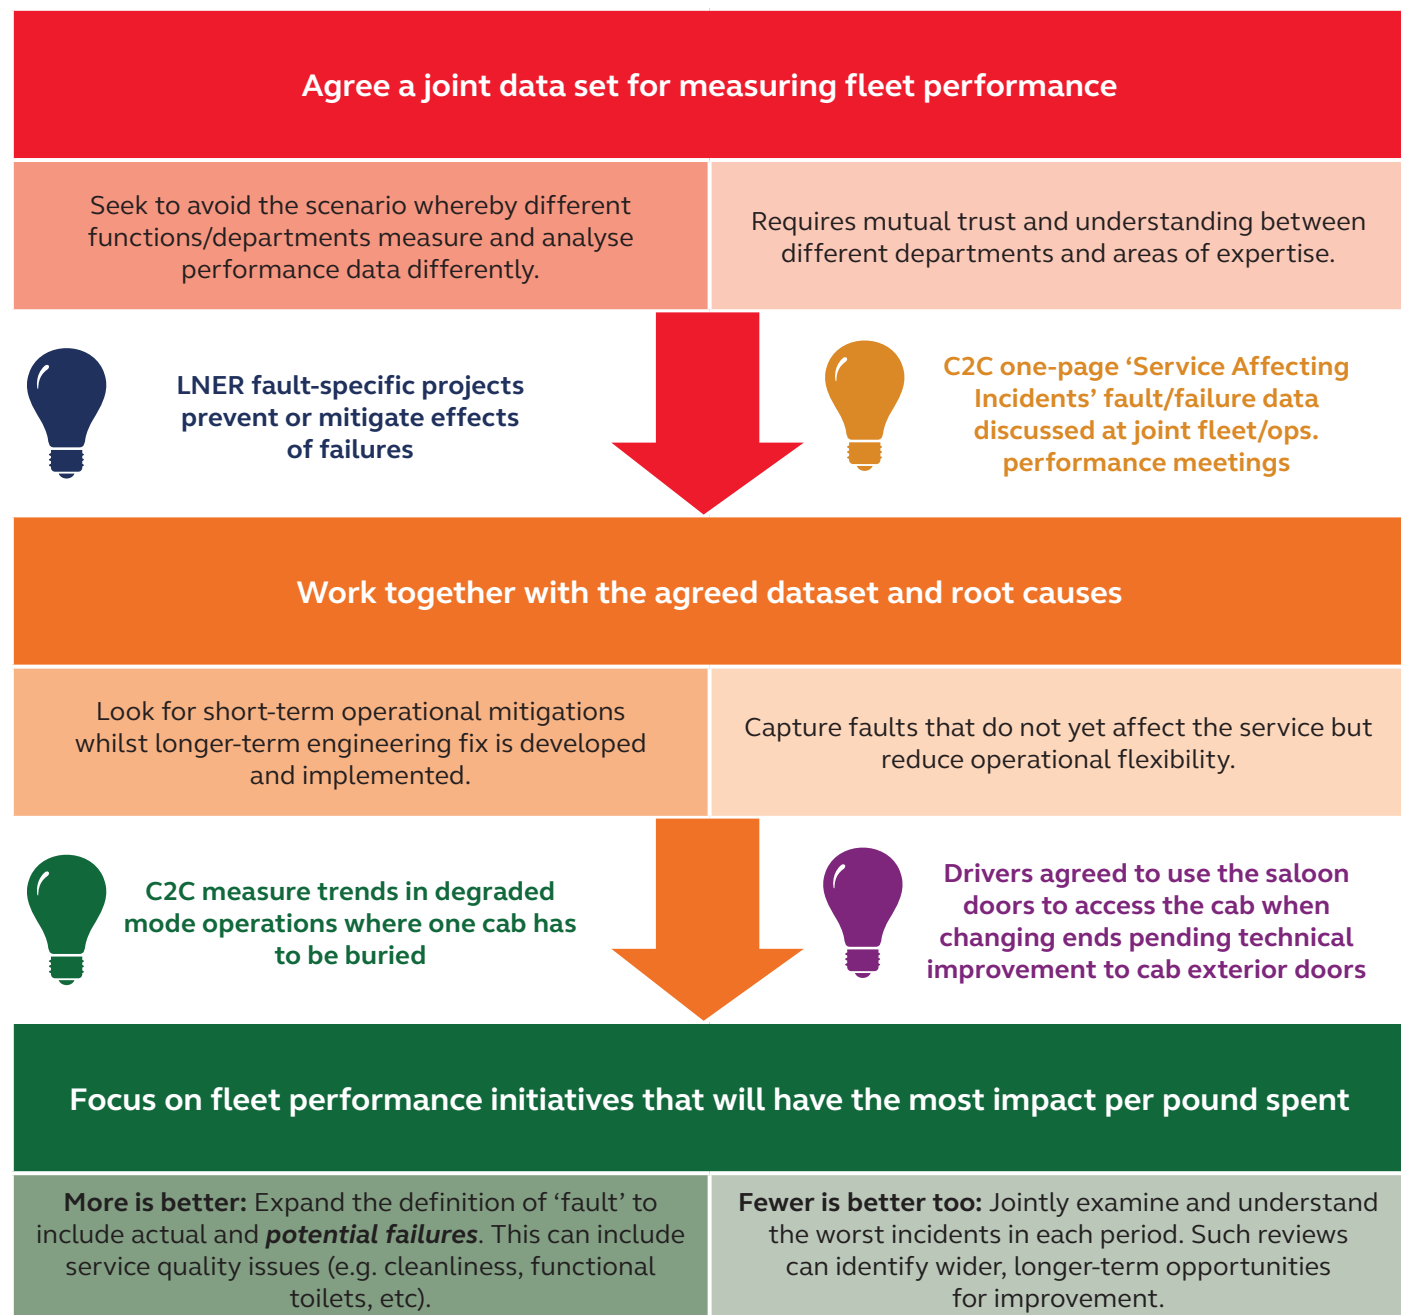 Agree a joint data set for measuring fleet performance
Seek to avoid the scenario whereby different
functions/departments measure and analyse
performance data differently.
Requires mutual trust and understanding between
different departments and areas of expertise.
LNER fault-specific projects
prevent or mitigate effects
of failures
C2C one-page ‘Service Affecting
Incidents’ fault/failure data
discussed at joint fleet/ops.
performance meetings
Work together with the agreed dataset and root causes
Look for short-term operational mitigations
whilst longer-term engineering fix is developed
and implemented.
Capture faults that do not yet affect the service but
reduce operational flexibility.
C2C measure trends in degraded
mode operations where one cab has
to be buried
Drivers agreed to use the saloon
doors to access the cab when
changing ends pending technical
improvement to cab exterior doors
Focus on fleet performance initiatives that will have the most impact per pound spent
More is better: Expand the definition of ‘fault’ to
include actual and potential failures. This can include
service quality issues (e.g. cleanliness, functional
toilets, etc).
Fewer is better too: Jointly examine and understand
the worst incidents in each period. Such reviews
can identify wider, longer-term opportunities
for improvement.